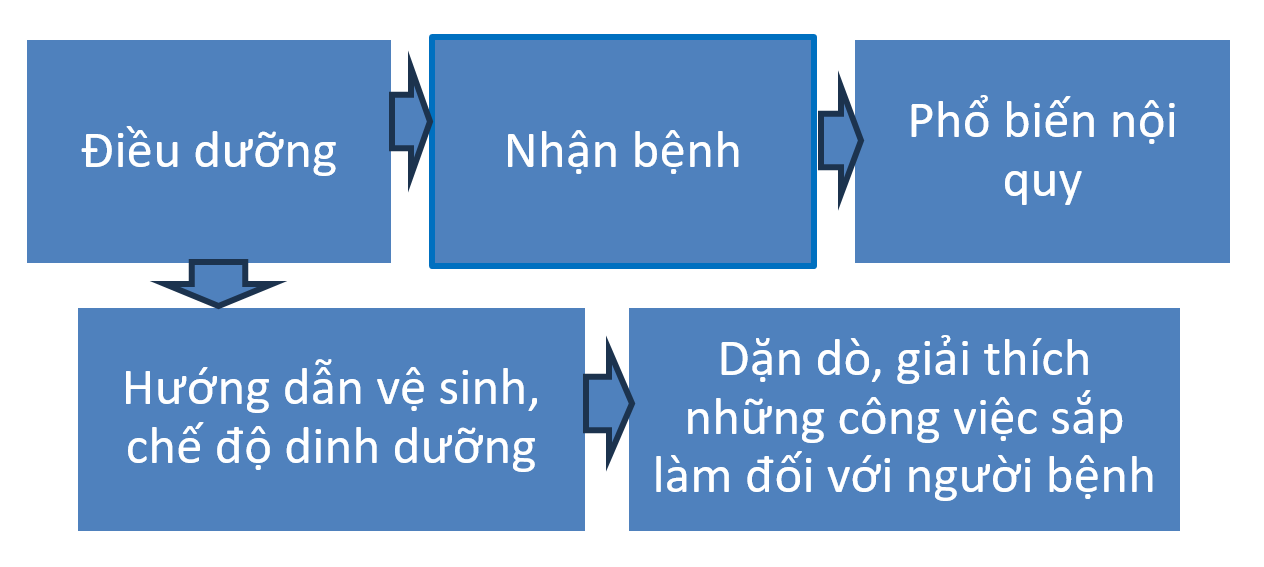 Điều dưỡng
Nhận bệnh
Phổ biến nội
quy
Hướng dẫn vệ sinh,
chế độ dinh dưỡng
Dặn dò, giải thích
những công việc sắp
làm đối với người bệnh